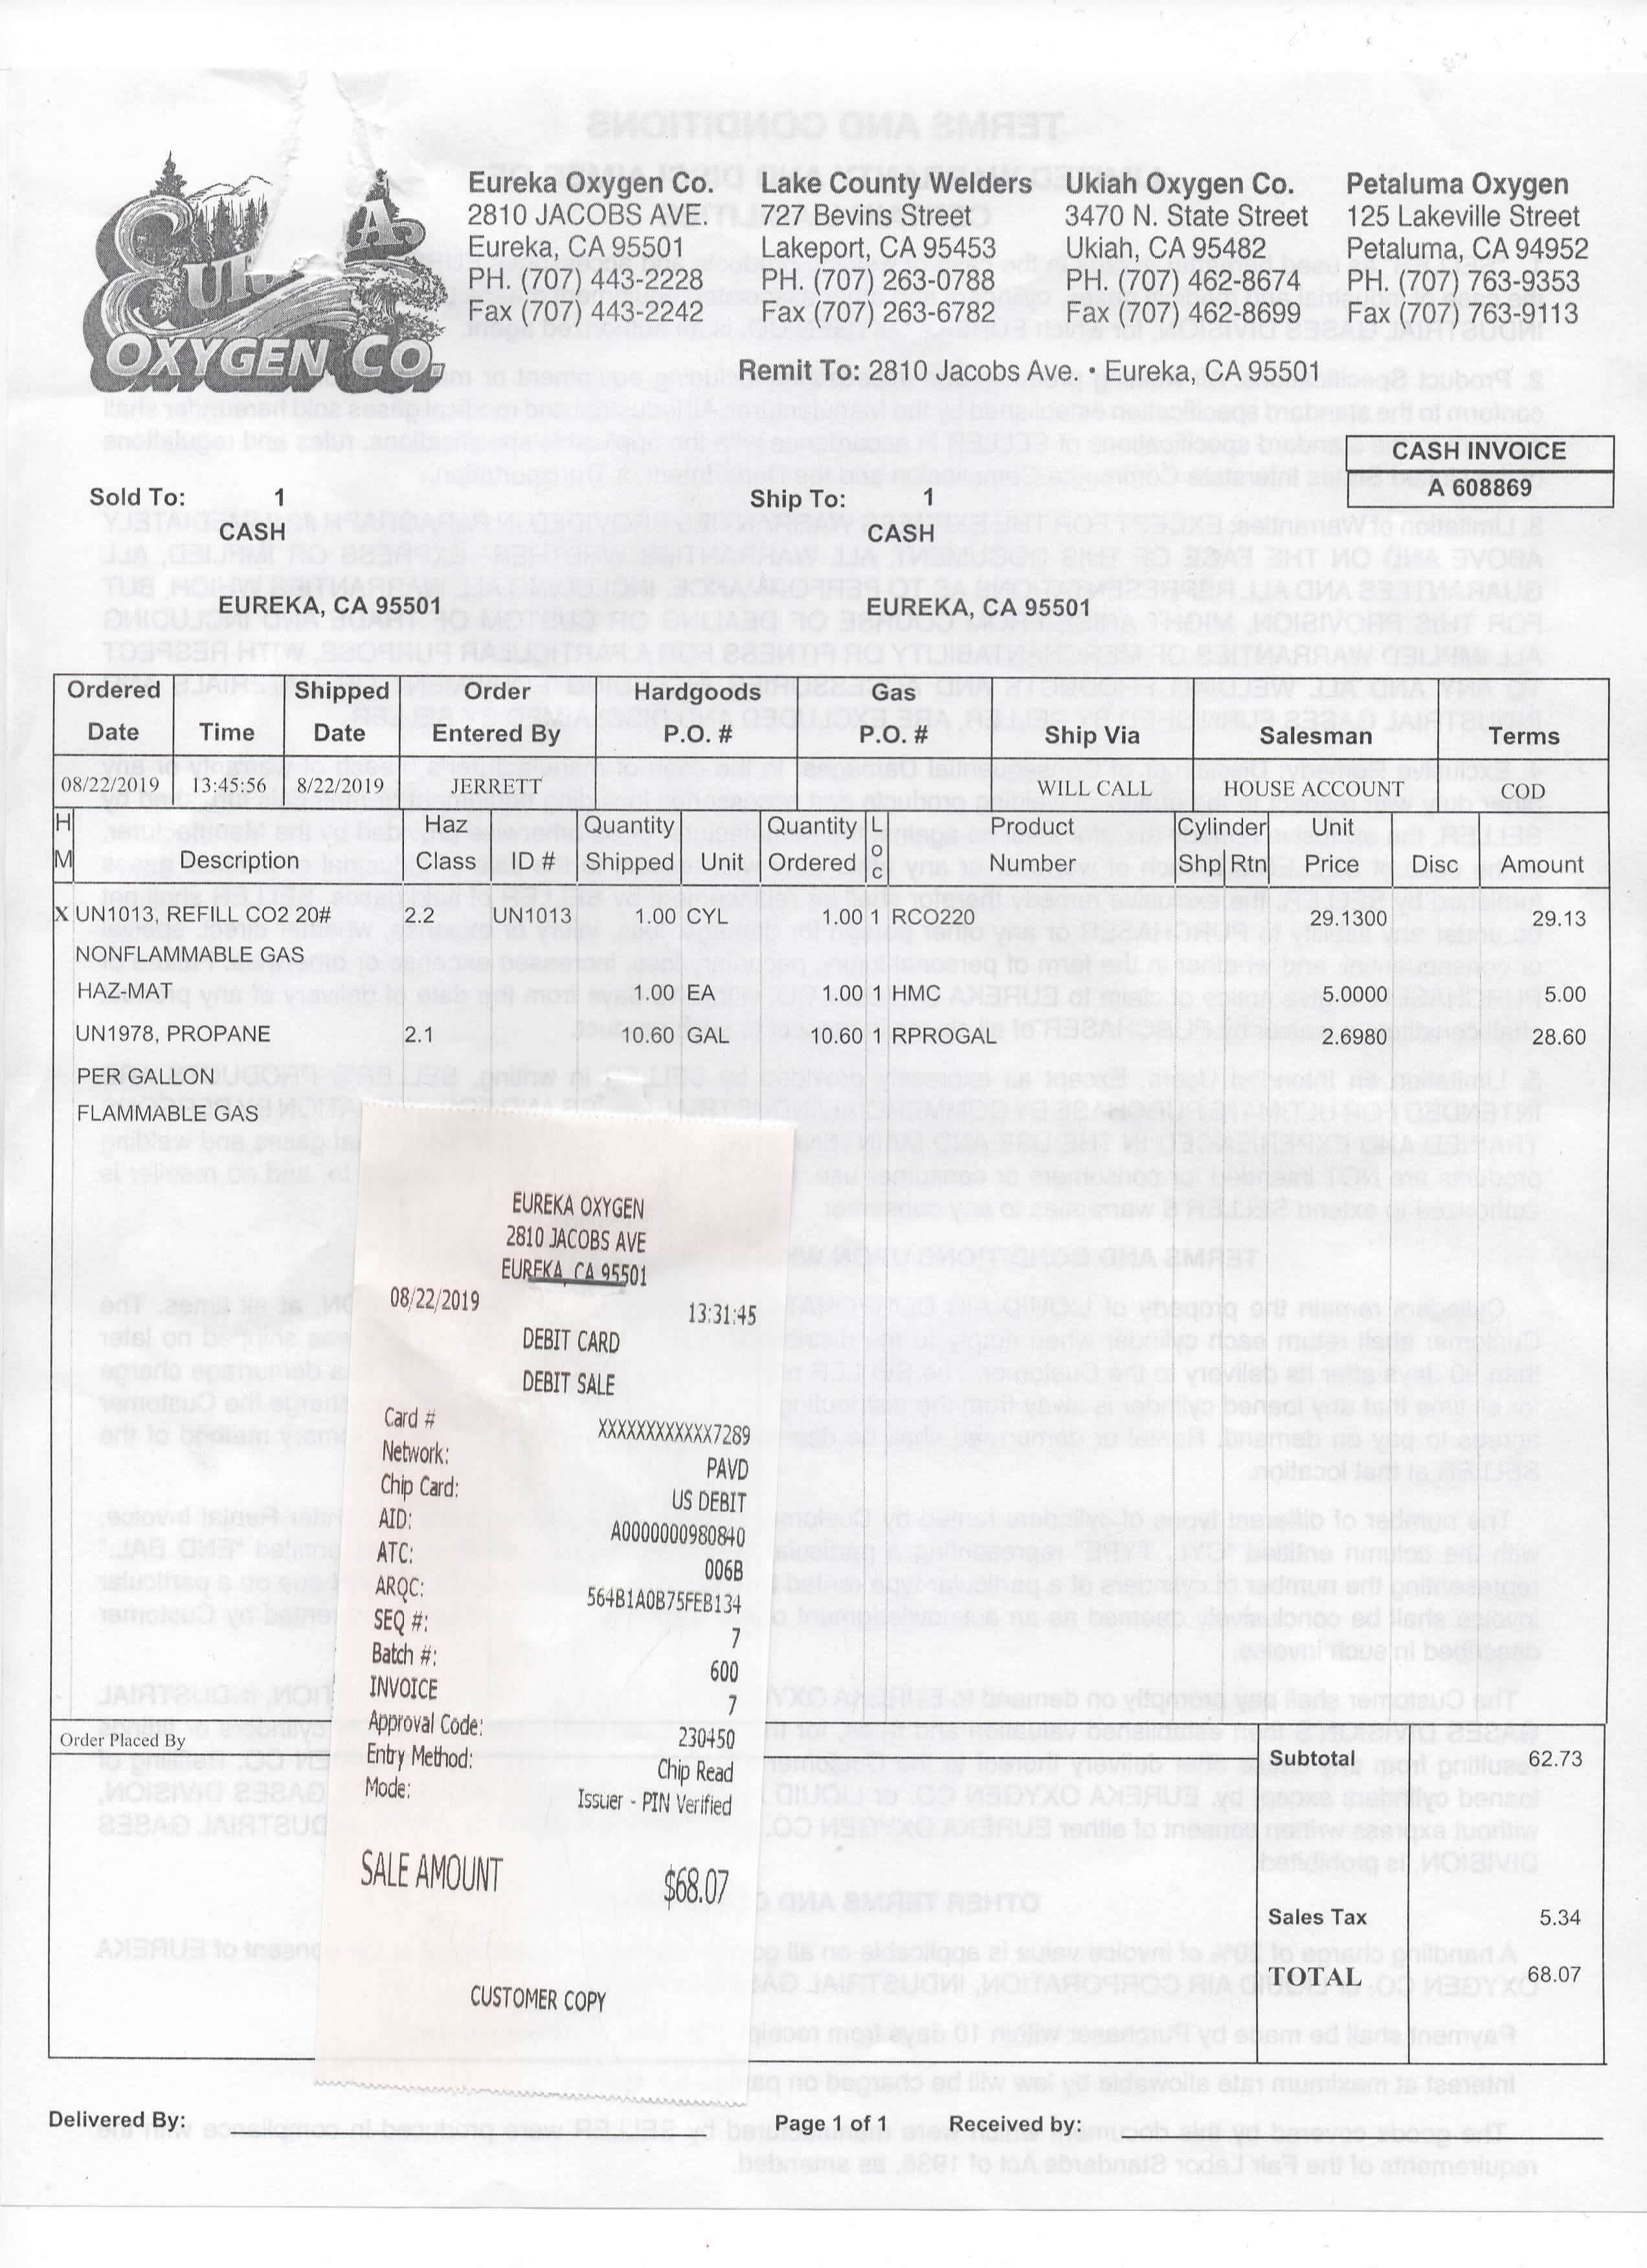 EUREKA
OXYGEN CO.
Eureka Oxygen Co.
2810 JACOBS AVE.
Eureka, CA 95501
PH. (707) 443-2228
Fax (707) 443-2242
Lake County Welders
727 Bevins Street
Lakeport, CA 95453
PH. (707) 263-0788
Fax (707) 263-6782
Ukiah Oxygen Co.
3470 N. State Street
Ukiah, CA 95482
PH. (707) 462-8674
Fax (707) 462-8699
Petaluma Oxygen
125 Lakeville Street
Petaluma, CA 94952
PH. (707) 763-9353
Fax (707) 763-9113
Remit To: 2810 Jacobs Ave. • Eureka, CA 95501
CASH INVOICE
A 608869
Sold To: 1
CASH
EUREKA, CA 95501
Ship To: 1
CASH
EUREKA, CA 95501
Ordered Shipped Order Hardgoods Gas
Date Time Date Entered By P.O. # P.O. # Ship Via Salesman Terms
08/22/2019 13:45:56 8/22/2019 JERRETT WILL CALL HOUSE ACCOUNT COD
H Haz Quantity Quantity L Product Cylinder Unit
M Description Class ID # Shipped Unit Ordered o c Number Shp Rtn Price Disc Amount
X UN1013, REFILL CO2 20# 2.2 UN1013 1.00 CYL 1.00 1 RCO220 29.1300 29.13
NONFLAMMABLE GAS
HAZ-MAT 1.00 EA 1.00 1 HMC 5.0000 5.00
UN1978, PROPANE 2.1 10.60 GAL 10.60 1 RPROGAL 2.6980 28.60
PER GALLON
FLAMMABLE GAS
EUREKA OXYGEN
2810 JACOBS AVE
EUREKA, CA 95501
08/22/2019 13:31:45
DEBIT CARD
DEBIT SALE
Card # XXXXXXXXXXXX7289
Network: PAVD
Chip Card: US DEBIT
AID: A0000000980840
ATC: 006B
ARQC: 564B1A0B75FEB134
SEQ #: 7
Batch #: 600
INVOICE 7
Approval Code: 230450
Entry Method: Chip Read
Mode: Issuer - PIN Verified
SALE AMOUNT $68.07
CUSTOMER COPY
Order Placed By
Subtotal 62.73
Sales Tax 5.34
TOTAL 68.07
Delivered By: Page 1 of 1 Received by: